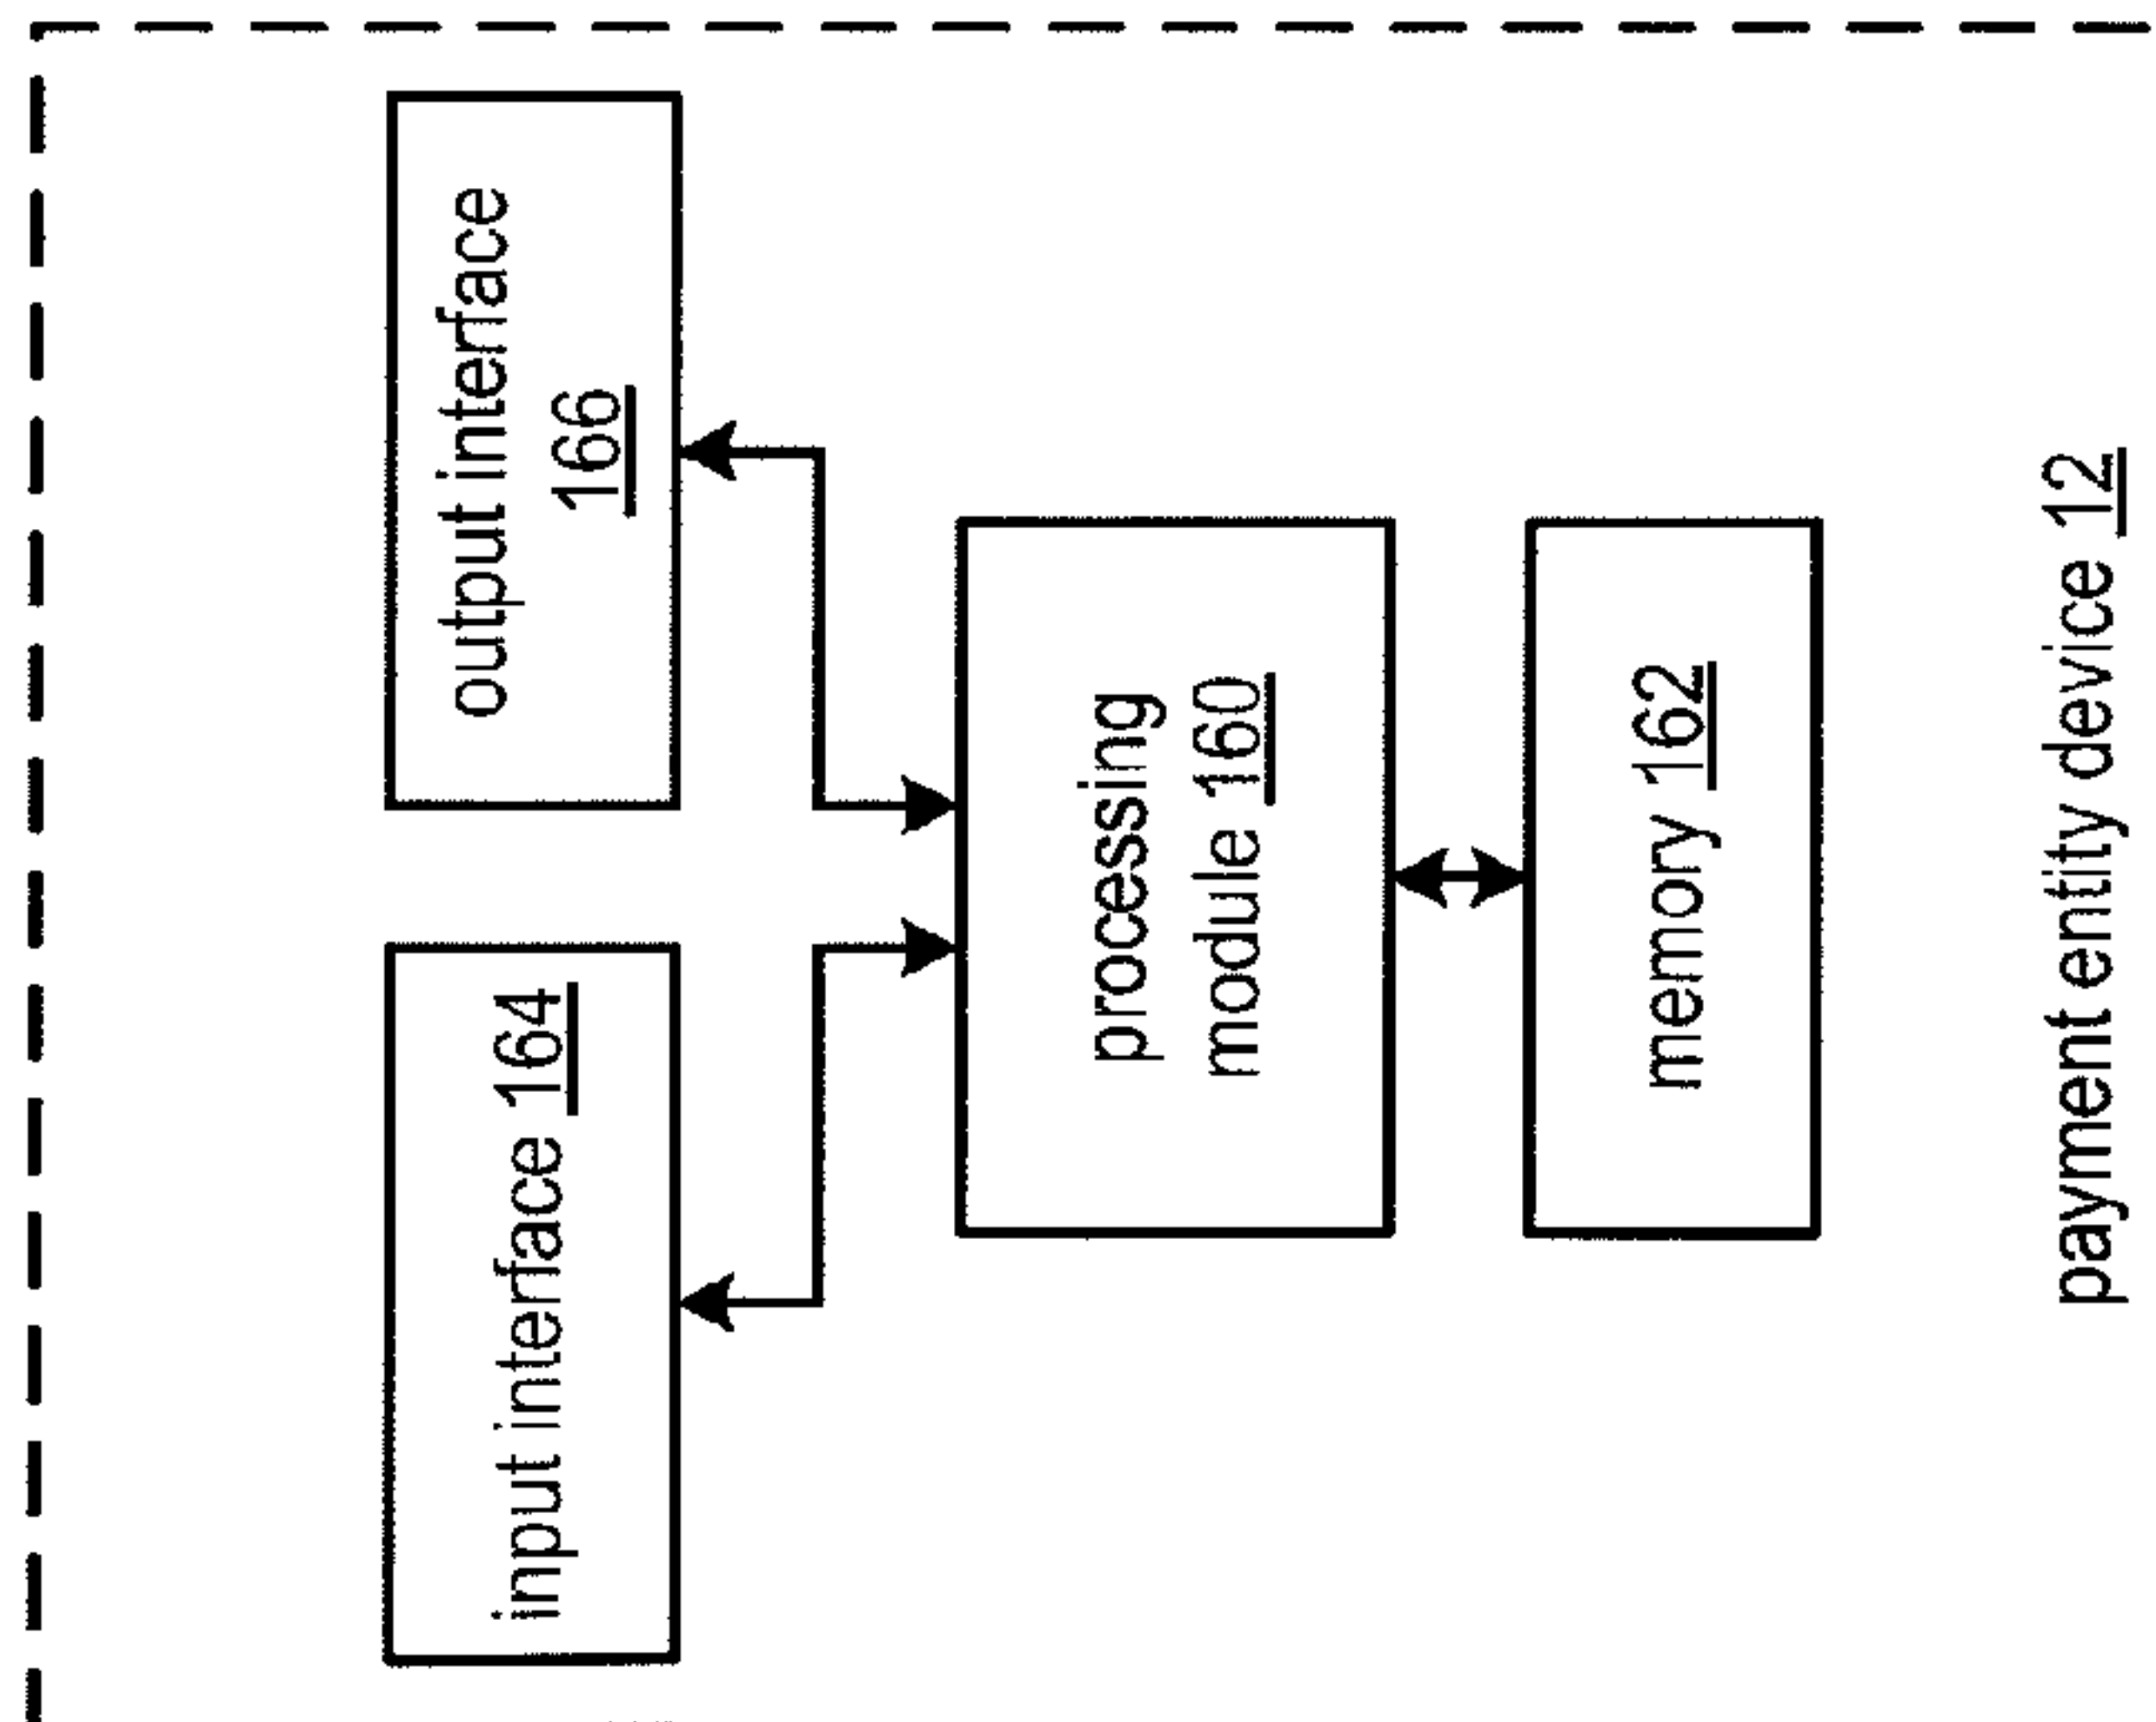 input interface 164
output interface
166
processing
module 160
memory 162
payment entity device 12